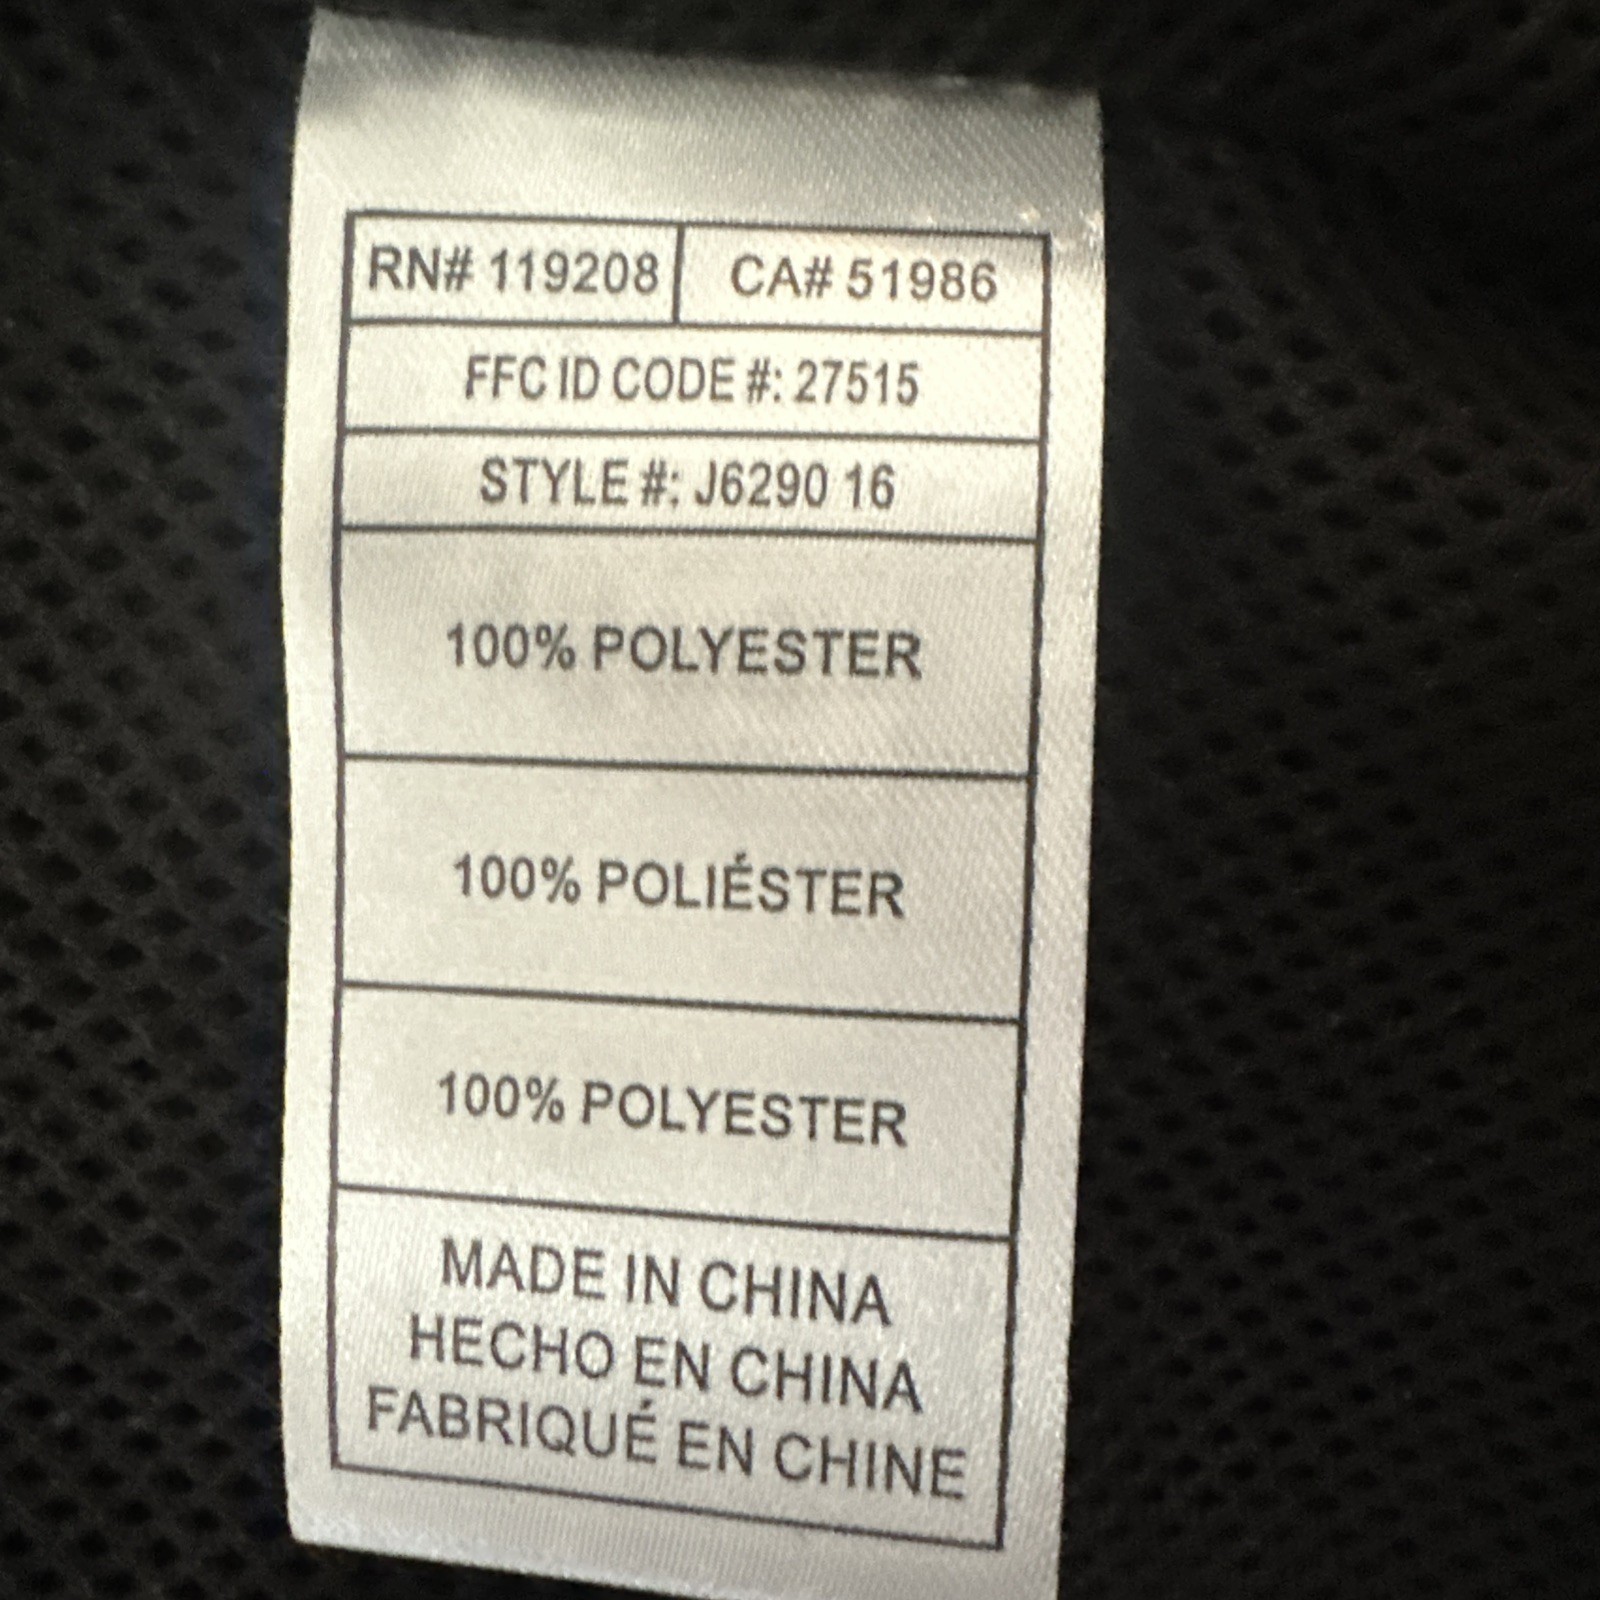 RN# 119208 CA# 51986
FFC ID CODE #: 27515
STYLE #: J6290 16
100% POLYESTER
100% POLIÉSTER
100% POLYESTER
MADE IN CHINA
HECHO EN CHINA
FABRIQUÉ EN CHINE